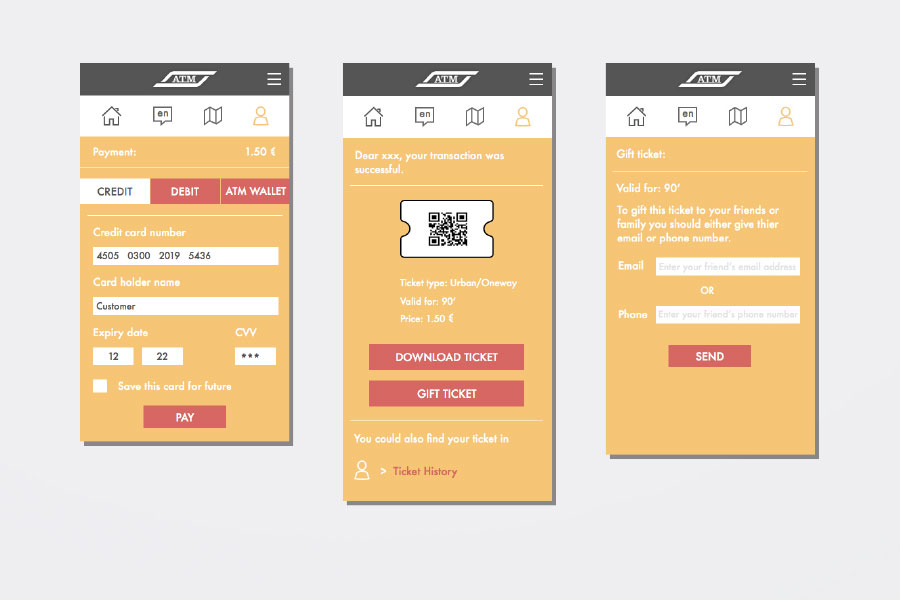 ATM
en
Payment: 1.50 €
CREDIT DEBIT ATM WALLET
Credit card number
4505 0300 2019 5436
Card holder name
Customer
Expiry date CVV
12 22 ***
Save this card for future
PAY
ATM
en
Dear xxx, your transaction was
successful.
Ticket type: Urban/Oneway
Valid for: 90'
Price: 1.50 €
DOWNLOAD TICKET
GIFT TICKET
You could also find your ticket in
> Ticket History
ATM
en
Gift ticket:
Valid for: 90'
To gift this ticket to your friends or
family you should either give thier
email or phone number.
Email Enter your friend's email address
OR
Phone Enter your friend's phone number
SEND